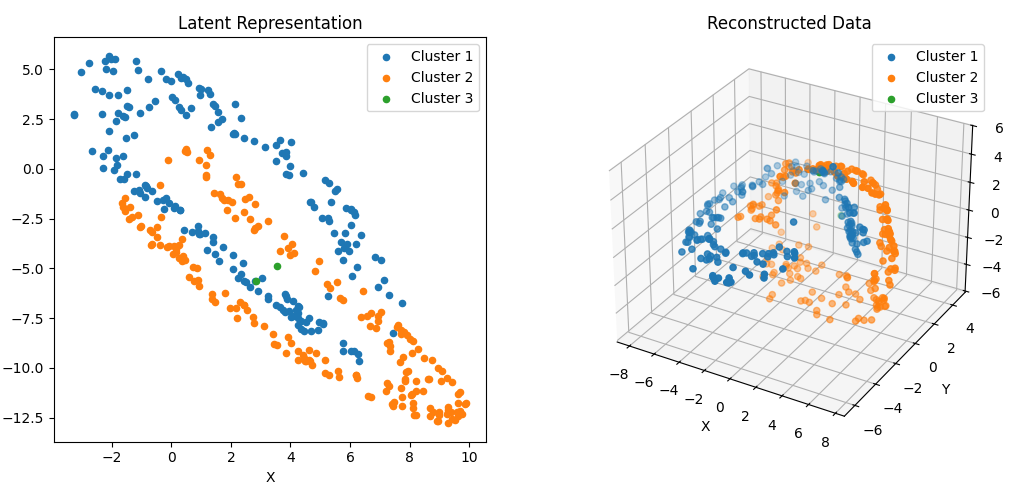 Latent Representation
Cluster 1
Cluster 2
Cluster 3
5.0
2.5
0.0
−2.5
−5.0
−7.5
−10.0
−12.5
−2 0 2 4 6 8 10
X
Reconstructed Data
Cluster 1
Cluster 2
Cluster 3
6
4
2
0
−2
−4
−6
−8 −6 −4 −2 0 2 4 6 8
X
−6 −4 −2 0 2 4
Y